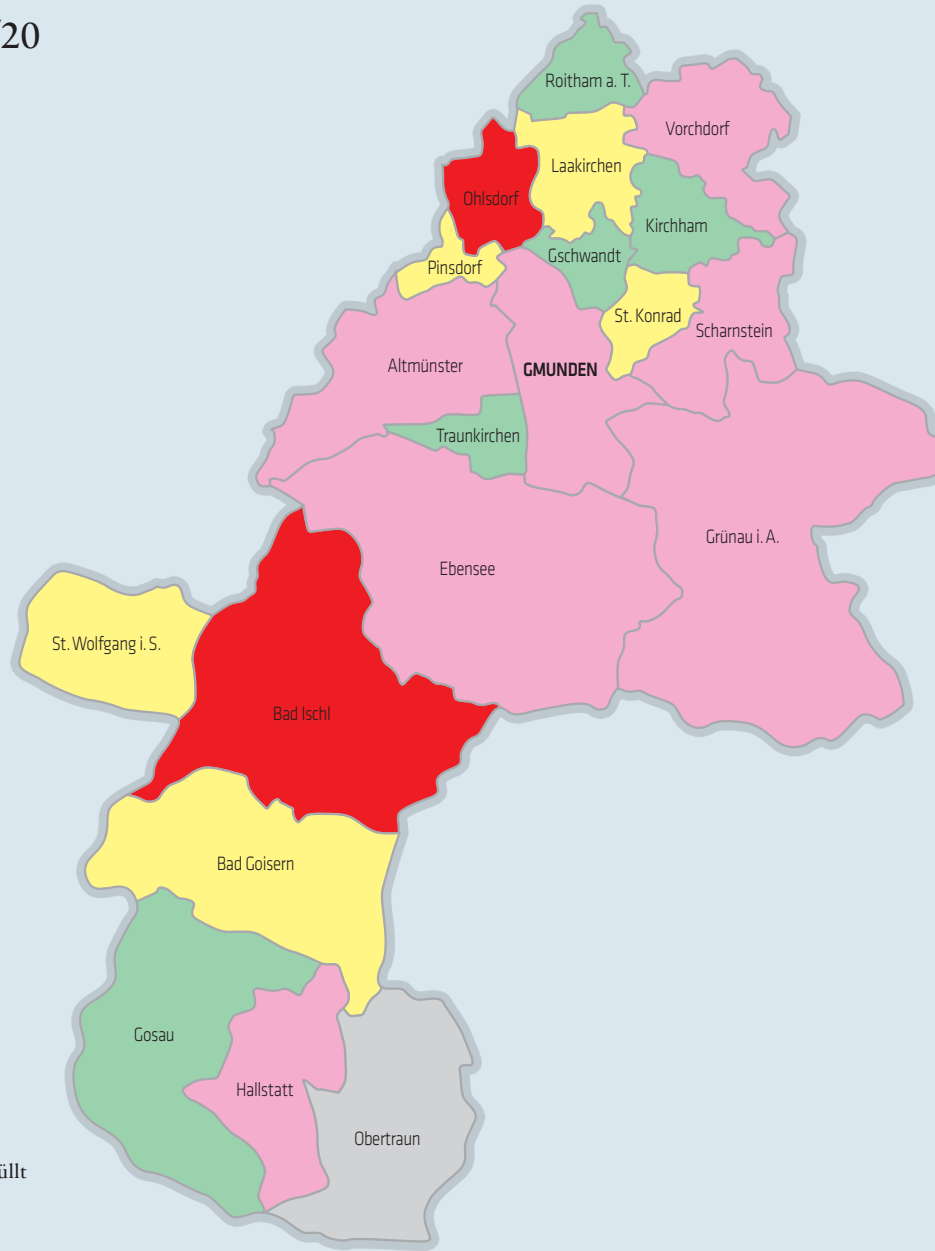 /20
Roitham a. T.
Vorchdorf
Laakirchen
Ohlsdorf
Kirchham
Gschwandt
Pinsdorf
St. Konrad
Scharnstein
Altmünster
GMUNDEN
Traunkirchen
Grünau i. A.
Ebensee
St. Wolfgang i. S.
Bad Ischl
Bad Goisern
Gosau
Hallstatt
Obertraun
üllt